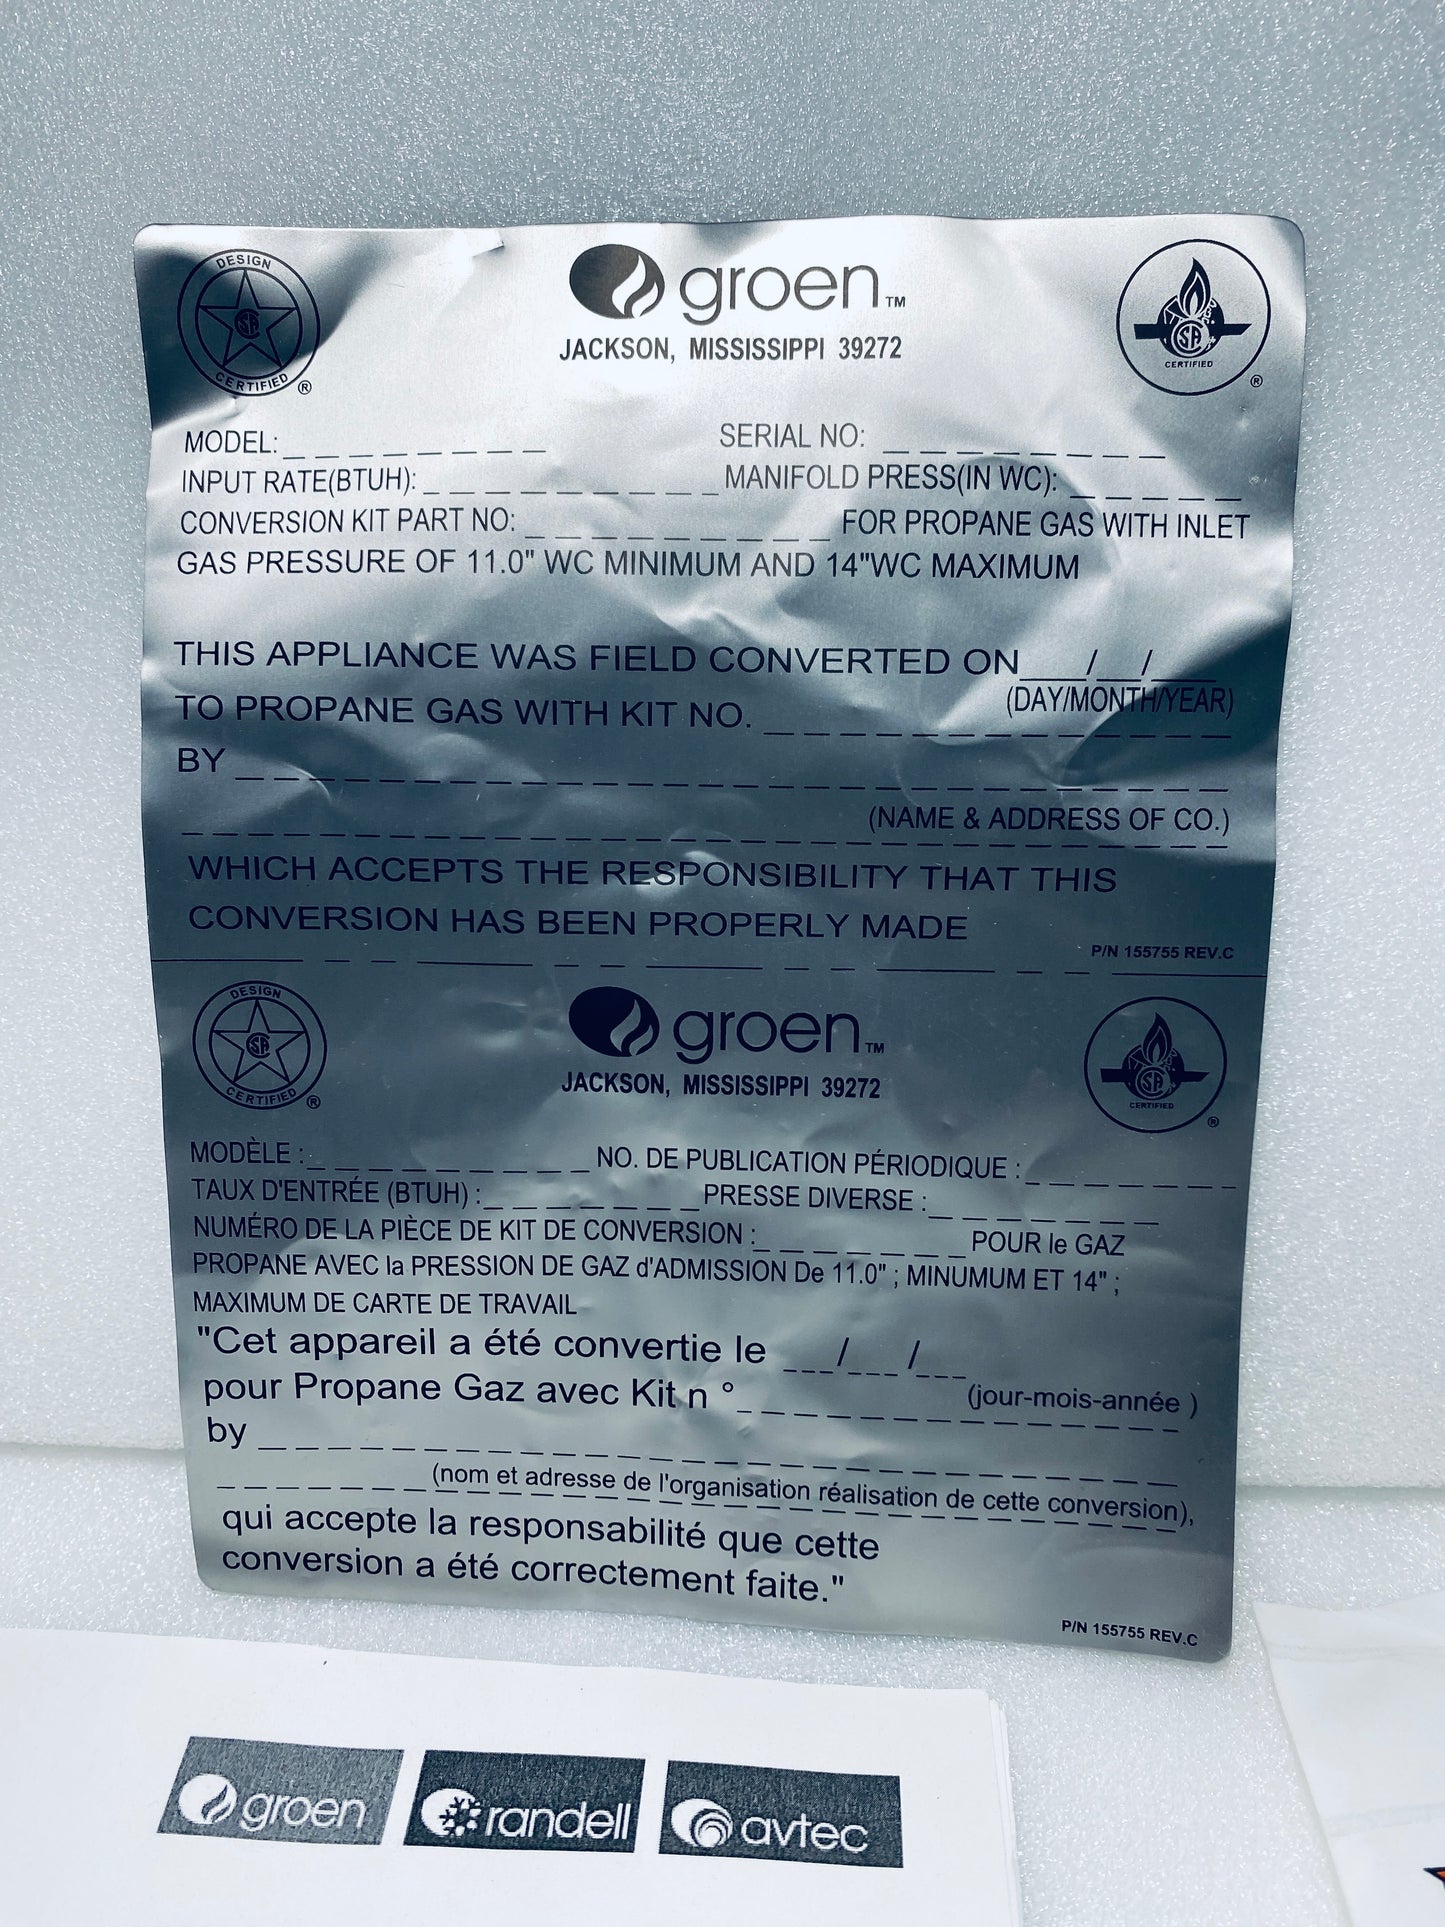 DESIGN
CERTIFIED ®
groen™
JACKSON, MISSISSIPPI 39272
CERTIFIED
®
MODEL: _ _ _ _ _ _ _ _ _ SERIAL NO: _ _ _ _ _ _ _ _ _
INPUT RATE(BTUH): _ _ _ _ _ _ _ _ _ _ MANIFOLD PRESS(IN WC): _ _ _ _ _
CONVERSION KIT PART NO: _ _ _ _ _ _ _ _ _ _ FOR PROPANE GAS WITH INLET
GAS PRESSURE OF 11.0" WC MINIMUM AND 14"WC MAXIMUM
THIS APPLIANCE WAS FIELD CONVERTED ON___/__/___
(DAY/MONTH/YEAR)
TO PROPANE GAS WITH KIT NO. _ _ _ _ _ _ _ _ _ _ _ _ _
BY _ _ _ _ _ _ _ _ _ _ _ _ _ _ _ _ _ _ _ _ _ _ _ _ _ _ _
(NAME & ADDRESS OF CO.)
WHICH ACCEPTS THE RESPONSIBILITY THAT THIS
CONVERSION HAS BEEN PROPERLY MADE
P/N 155755 REV.C
DESIGN
CERTIFIED ®
groen™
JACKSON, MISSISSIPPI 39272
CERTIFIED
®
MODÈLE : _ _ _ _ _ _ _ _ _ _ NO. DE PUBLICATION PÉRIODIQUE : _ _ _ _ _ _
TAUX D'ENTRÉE (BTUH) : _ _ _ _ _ _ _ PRESSE DIVERSE : _ _ _ _ _ _ _
NUMÉRO DE LA PIÈCE DE KIT DE CONVERSION : _ _ _ _ _ _ _ POUR le GAZ
PROPANE AVEC la PRESSION DE GAZ d'ADMISSION De 11.0" ; MINUMUM ET 14" ;
MAXIMUM DE CARTE DE TRAVAIL
"Cet appareil a été convertie le ___/___/___
pour Propane Gaz avec Kit n ° _ _ _ _ _ _ _ _ _ _ _ _ _
(jour-mois-année )
by _ _ _ _ _ _ _ _ _ _ _ _ _ _ _ _ _ _ _ _ _ _ _ _ _
(nom et adresse de l'organisation réalisation de cette conversion),
qui accepte la responsabilité que cette
conversion a été correctement faite."
P/N 155755 REV.C
groen randell avtec